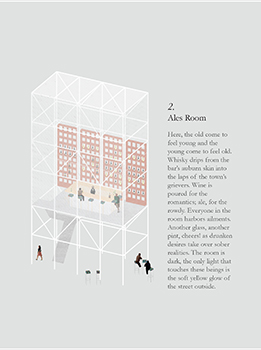 2.
Ales Room
Here, the old come to
feel young and the
young come to feel old.
Whisky drips from the
bar's auburn skin into
the laps of the town's
grievers. Wine is
poured for the
romantics; ale, for the
rowdy. Everyone in the
room harbors ailments.
Another glass, another
pint, cheers! as drunken
desires take over sober
realities. The room is
dark, the only light that
touches these beings is
the soft yellow glow of
the street outside.